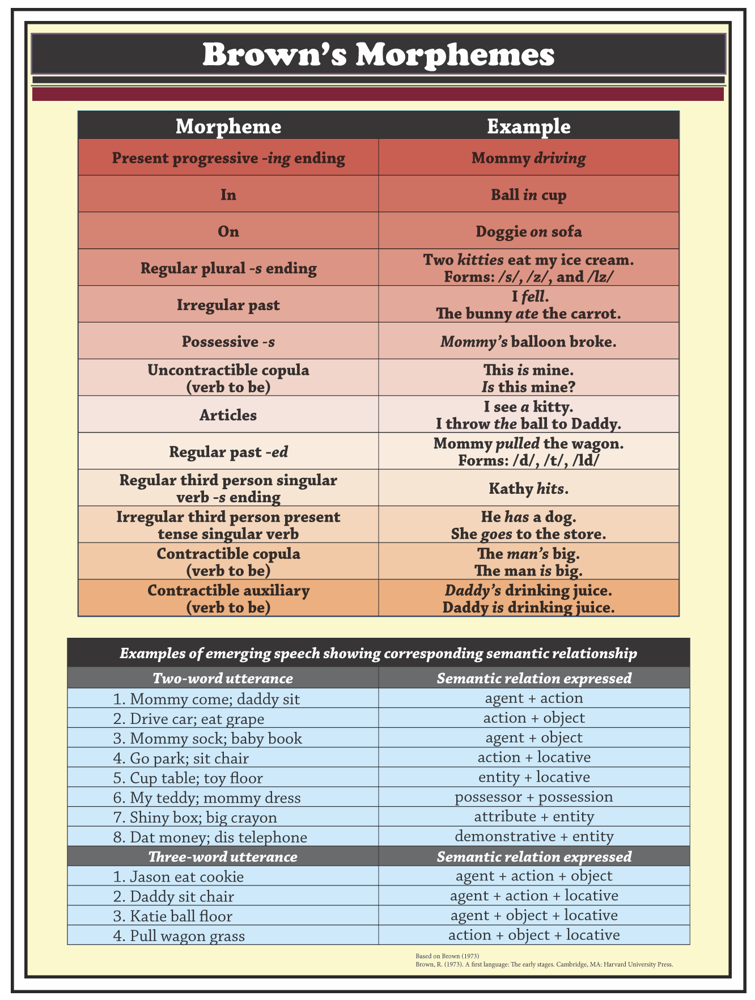 Brown's Morphemes
Morpheme Example
Present progressive -ing ending Mommy driving
In Ball in cup
On Doggie on sofa
Regular plural -s ending Two kitties eat my ice cream.
Forms: /s/, /z/, and /lz/
Irregular past I fell.
The bunny ate the carrot.
Possessive -s Mommy's balloon broke.
Uncontractible copula
(verb to be)
This is mine.
Is this mine?
Articles I see a kitty.
I throw the ball to Daddy.
Regular past -ed Mommy pulled the wagon.
Forms: /d/, /t/, /ld/
Regular third person singular
verb -s ending
Kathy hits.
Irregular third person present
tense singular verb
He has a dog.
She goes to the store.
Contractible copula
(verb to be)
The man's big.
The man is big.
Contractible auxiliary
(verb to be)
Daddy's drinking juice.
Daddy is drinking juice.
Examples of emerging speech showing corresponding semantic relationship
Two-word utterance Semantic relation expressed
1. Mommy come; daddy sit agent + action
2. Drive car; eat grape action + object
3. Mommy sock; baby book agent + object
4. Go park; sit chair action + locative
5. Cup table; toy floor entity + locative
6. My teddy; mommy dress possessor + possession
7. Shiny box; big crayon attribute + entity
8. Dat money; dis telephone demonstrative + entity
Three-word utterance Semantic relation expressed
1. Jason eat cookie agent + action + object
2. Daddy sit chair agent + action + locative
3. Katie ball floor agent + object + locative
4. Pull wagon grass action + object + locative
Based on Brown (1973)
Brown, R. (1973). A first language: The early stages. Cambridge, MA: Harvard University Press.